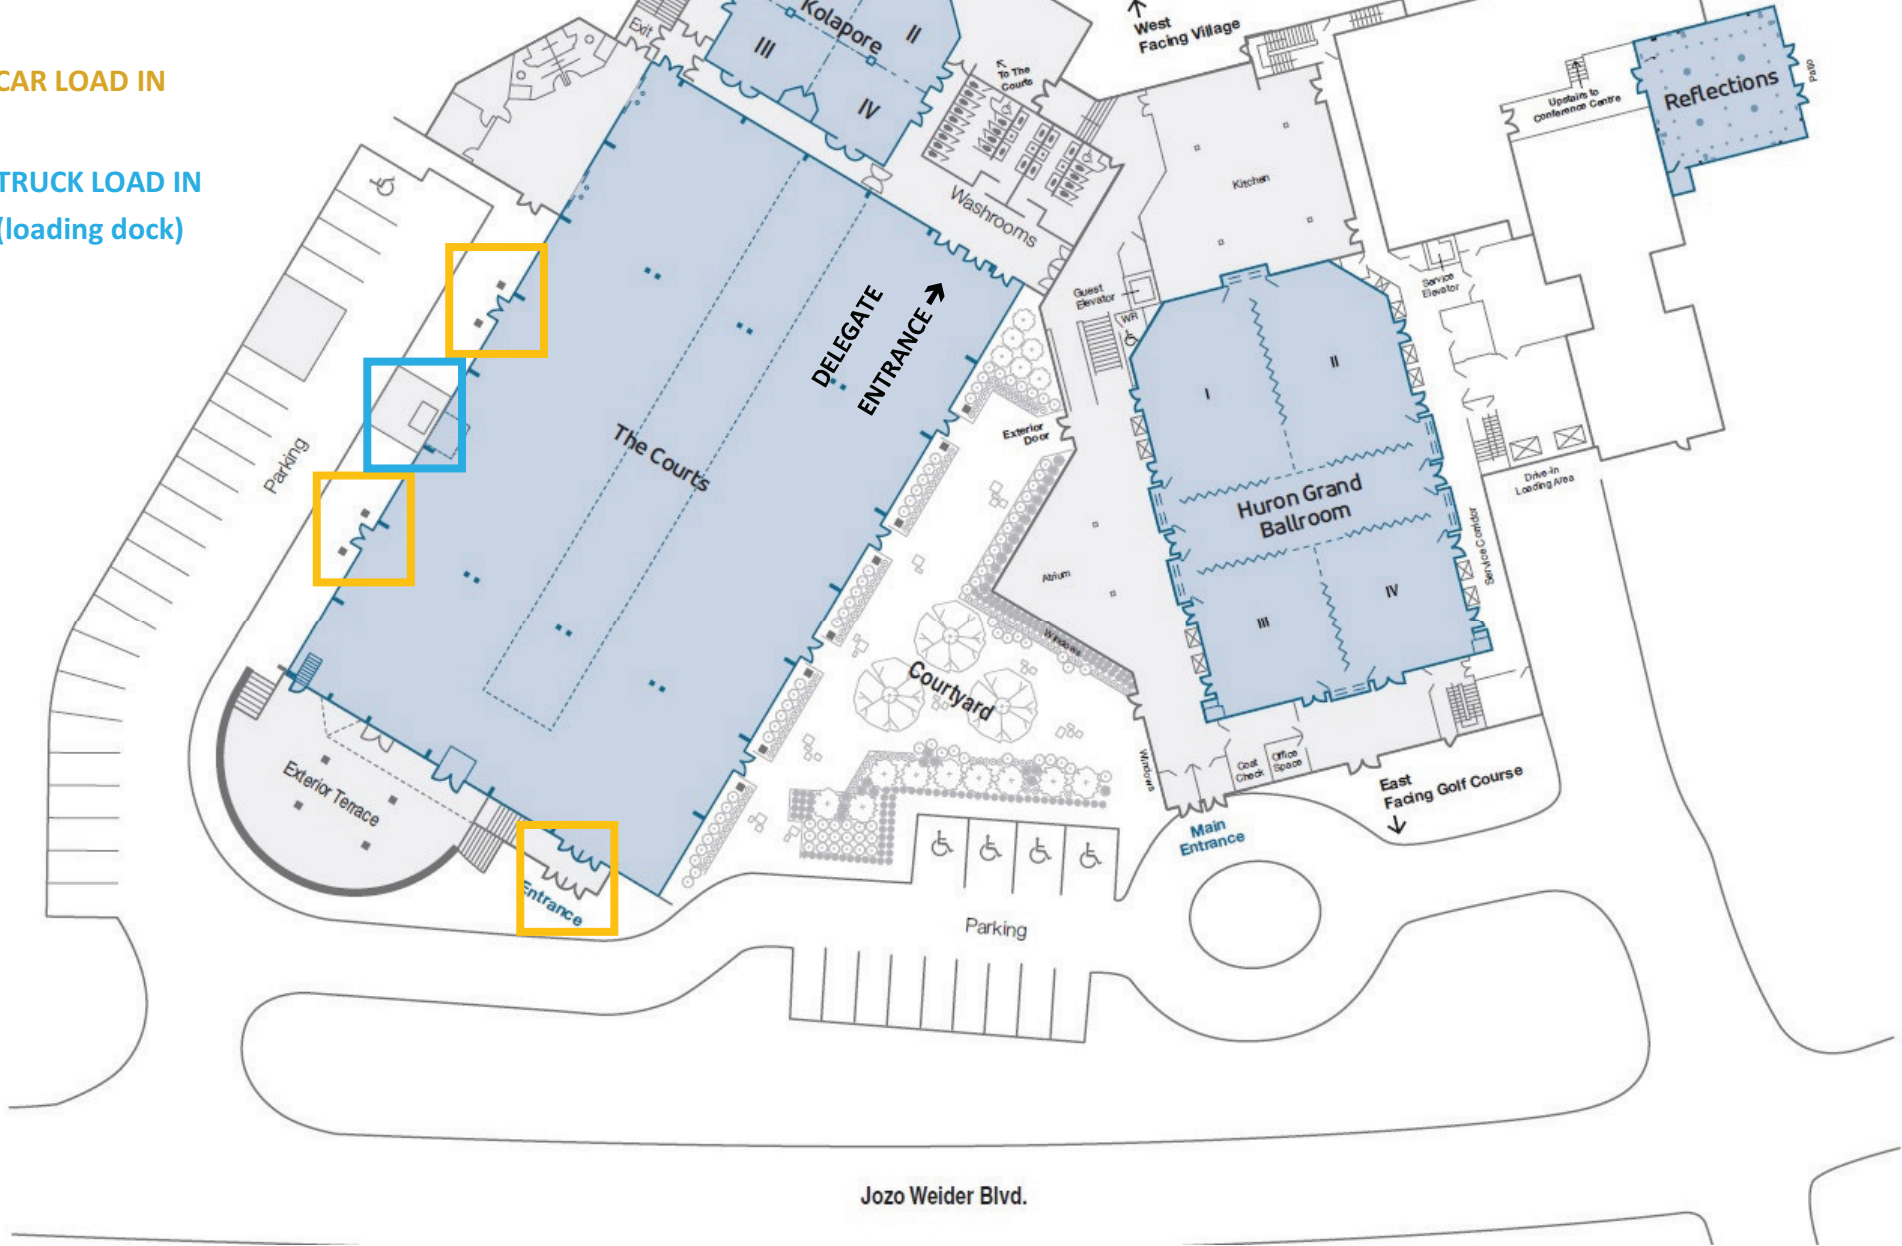 CAR LOAD IN
TRUCK LOAD IN
(loading dock)
Exit
Kolapore
II
III
IV
To The
Courts
West
Facing Village
Washrooms
Kitchen
Upstairs to
Conference Centre
Reflections
Patio
Guest
Elevator
WR
Service
Elevator
DELEGATE
ENTRANCE
The Courts
Parking
Exterior
Door
I
II
Huron Grand
Ballroom
III
IV
Drive-In
Loading Area
Service Corridor
Atrium
Windows
Courtyard
Windows
Coat
Check
Office
Space
East
Facing Golf Course
Main
Entrance
Exterior Terrace
Entrance
Parking
Jozo Weider Blvd.